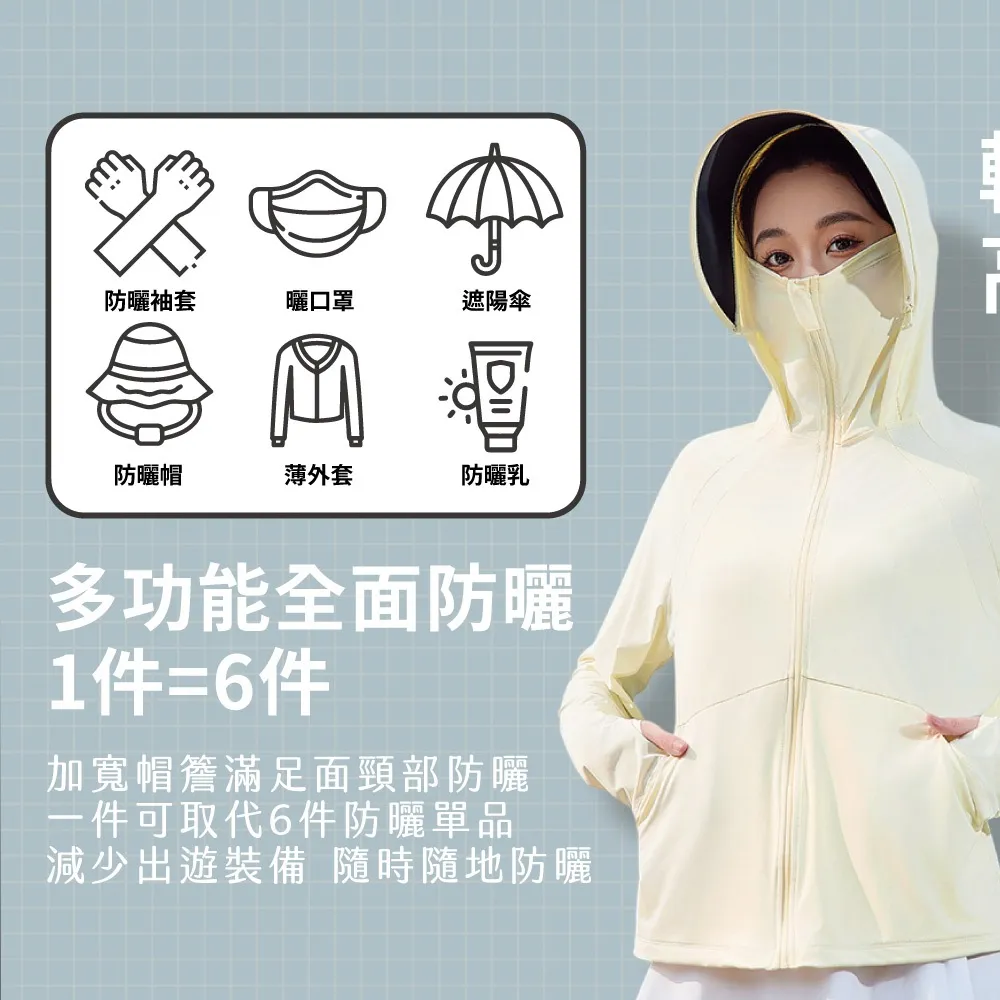 防曬袖套
曬口罩
遮陽傘
防曬帽
薄外套
防曬乳
多功能全面防曬
1件=6件
加寬帽簷滿足面頸部防曬
一件可取代6件防曬單品
減少出遊裝備 隨時隨地防曬